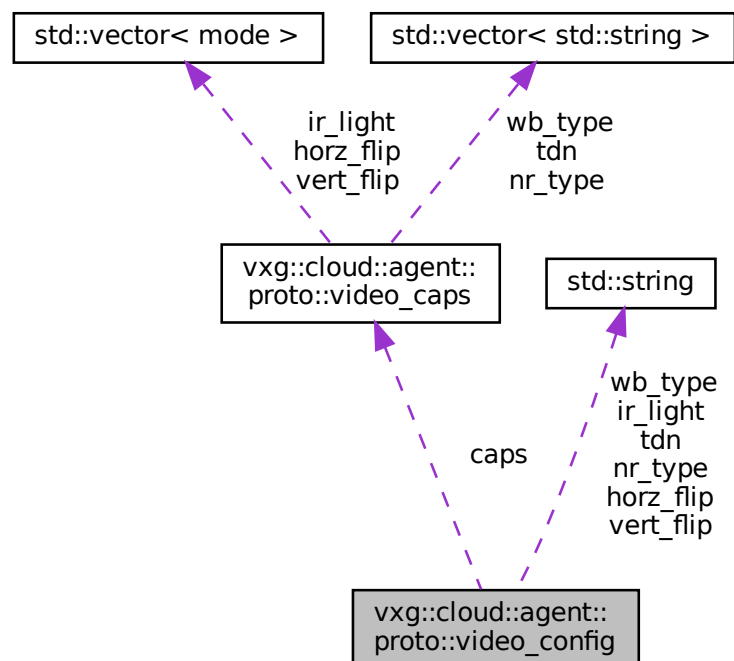 std::vector< mode >
std::vector< std::string >
ir_light
horz_flip
vert_flip
wb_type
tdn
nr_type
vxg::cloud::agent::
proto::video_caps
std::string
caps
wb_type
ir_light
tdn
nr_type
horz_flip
vert_flip
vxg::cloud::agent::
proto::video_config